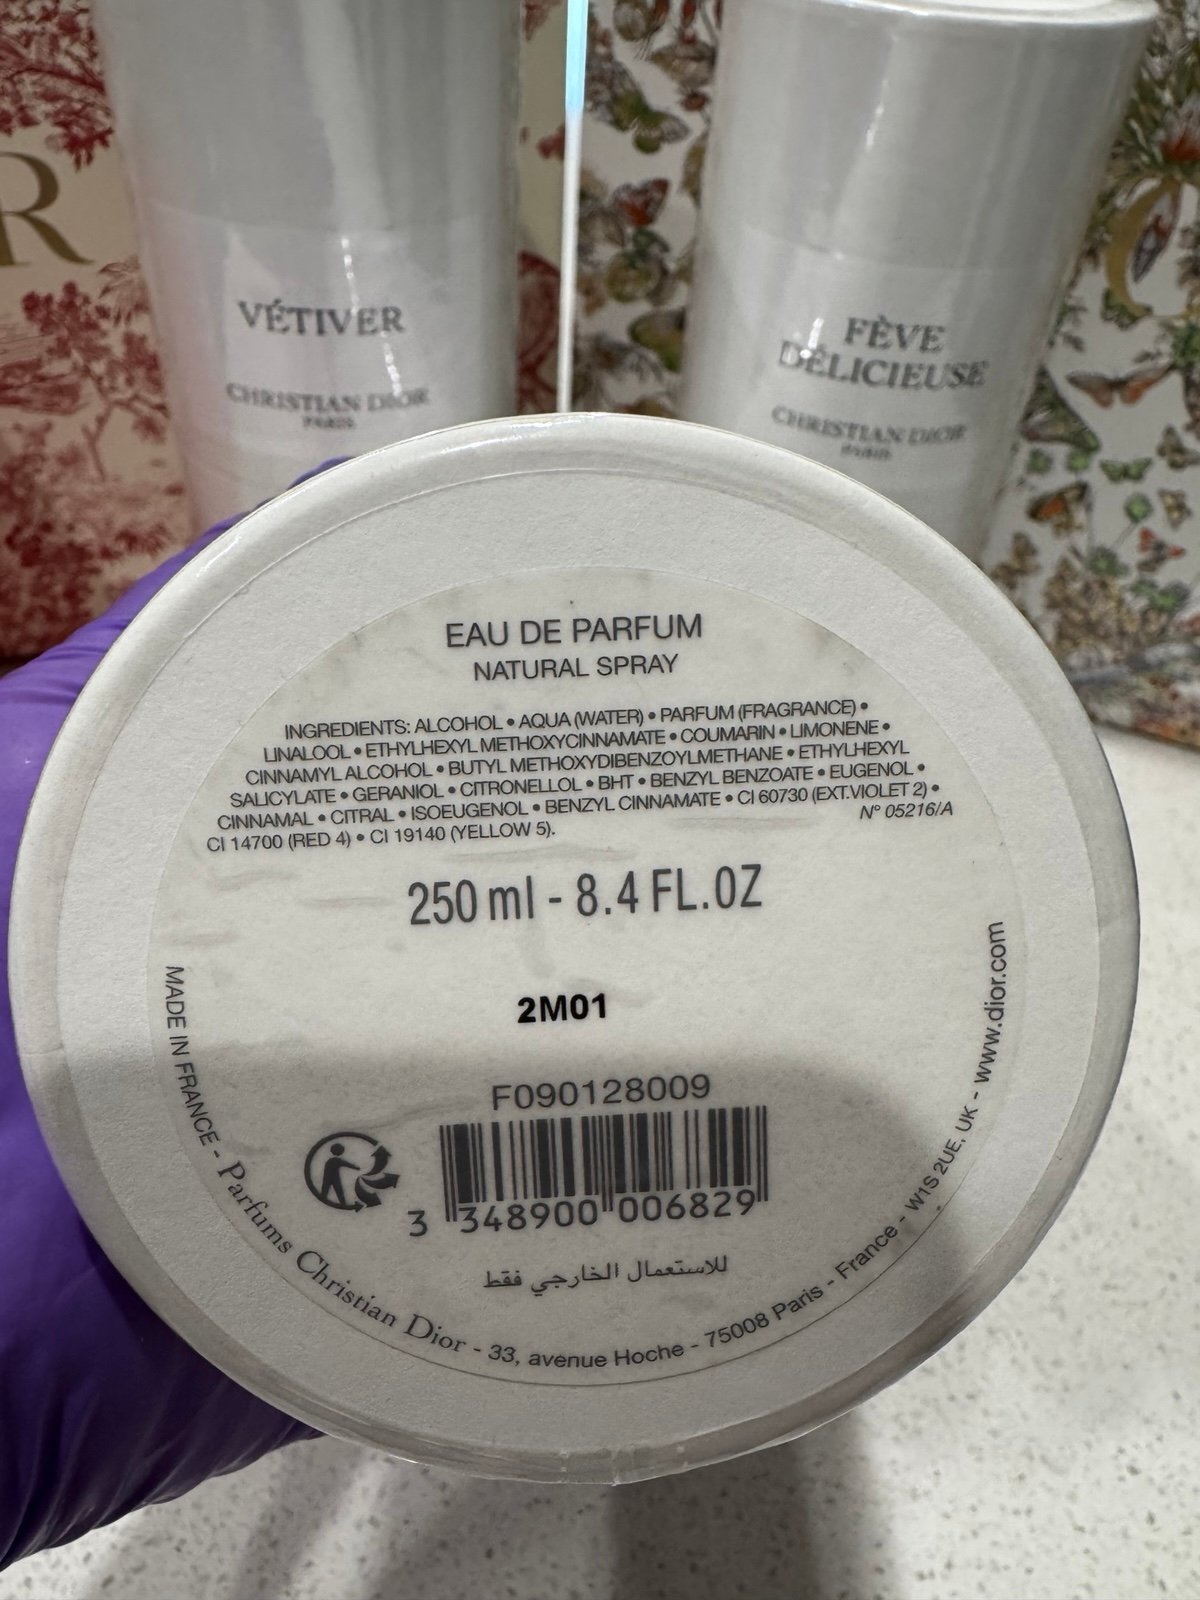 R
VÉTIVER
CHRISTIAN DIOR
PARIS
FÈVE
DÉLICIEUSE
CHRISTIAN DIOR
PARIS
EAU DE PARFUM
NATURAL SPRAY
INGREDIENTS: ALCOHOL • AQUA (WATER) • PARFUM (FRAGRANCE) •
LINALOOL • ETHYLHEXYL METHOXYCINNAMATE • COUMARIN • LIMONENE •
CINNAMYL ALCOHOL • BUTYL METHOXYDIBENZOYLMETHANE • ETHYLHEXYL
SALICYLATE • GERANIOL • CITRONELLOL • BHT • BENZYL BENZOATE • EUGENOL •
CINNAMAL • CITRAL • ISOEUGENOL • BENZYL CINNAMATE • CI 60730 (EXT.VIOLET 2) •
CI 14700 (RED 4) • CI 19140 (YELLOW 5).
N° 05216/A
250 ml - 8.4 FL.OZ
2M01
F090128009
3 348900 006829
للاستعمال الخارجي فقط
MADE IN FRANCE - Parfums Christian Dior - 33, avenue Hoche - 75008 Paris - France - W1S 2UE, UK - www.dior.com